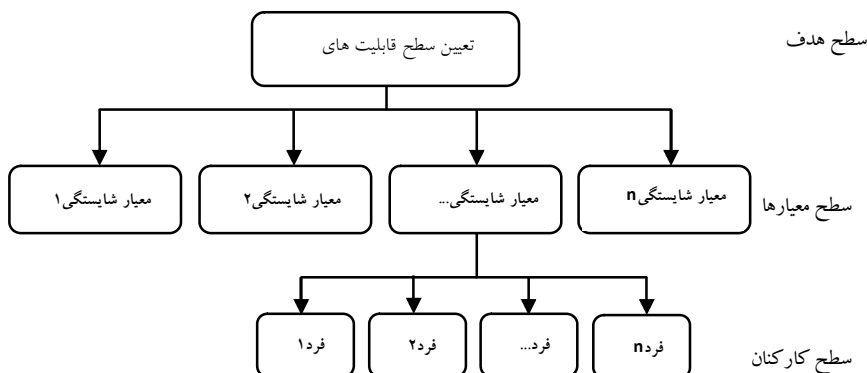 سطح هدف
تعیین سطح قابلیت های
سطح معیارها
معیار شایستگیn
معیار شایستگی...
معیار شایستگی۲
معیار شایستگی۱
سطح کارکنان
فردn
فرد...
فرد۲
فرد۱